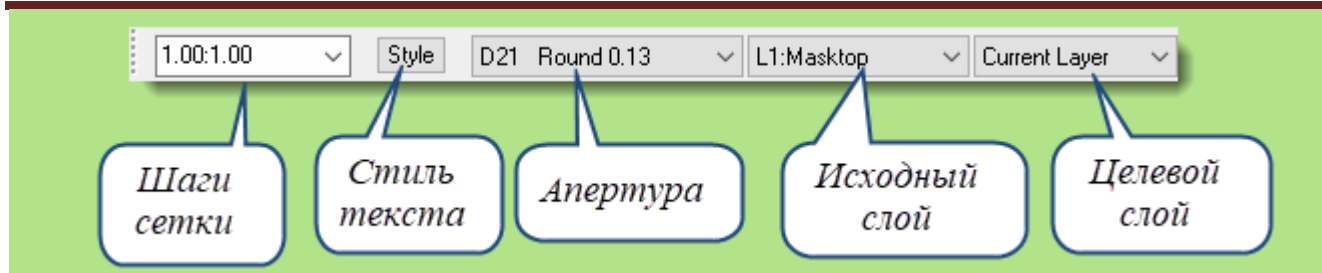 1.00:1.00 Style D21 Round 0.13 L1:Masktop Current Layer
Шаги
сетки
Стиль
текста
Апертура
Исходный
слой
Целевой
слой